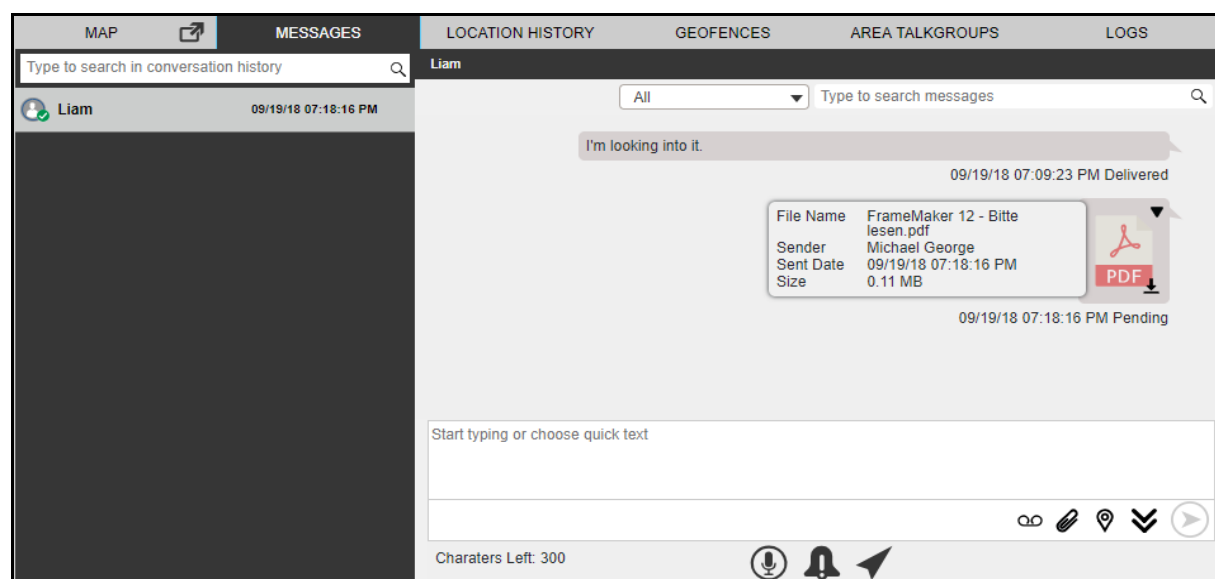 MAP MESSAGES LOCATION HISTORY GEOFENCES AREA TALKGROUPS LOGS
Type to search in conversation history
Liam 09/19/18 07:18:16 PM
Liam
All Type to search messages
I'm looking into it.
09/19/18 07:09:23 PM Delivered
File Name FrameMaker 12 - Bitte
lesen.pdf
Sender Michael George
Sent Date 09/19/18 07:18:16 PM
Size 0.11 MB
PDF
09/19/18 07:18:16 PM Pending
Start typing or choose quick text
Charaters Left: 300